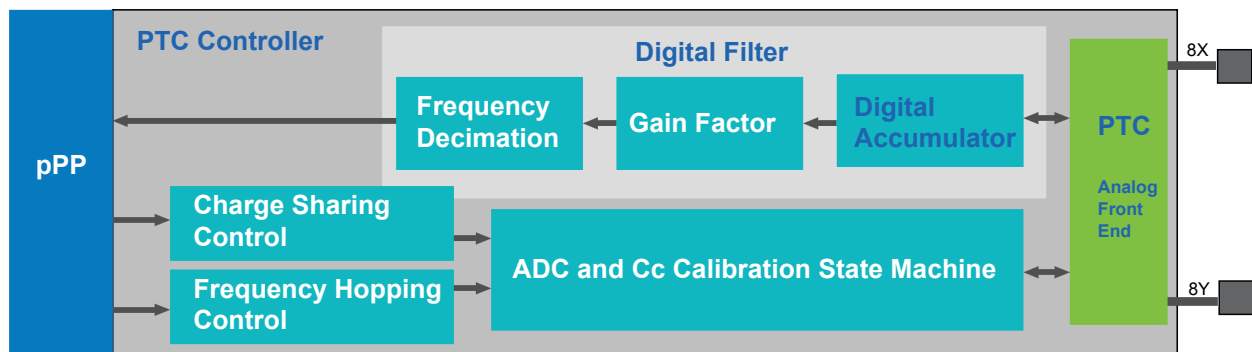 PTC Controller
Digital Filter
8X
Frequency
Decimation
Gain Factor
Digital
Accumulator
PTC
Analog
Front
End
pPP
Charge Sharing
Control
ADC and Cc Calibration State Machine
Frequency Hopping
Control
8Y